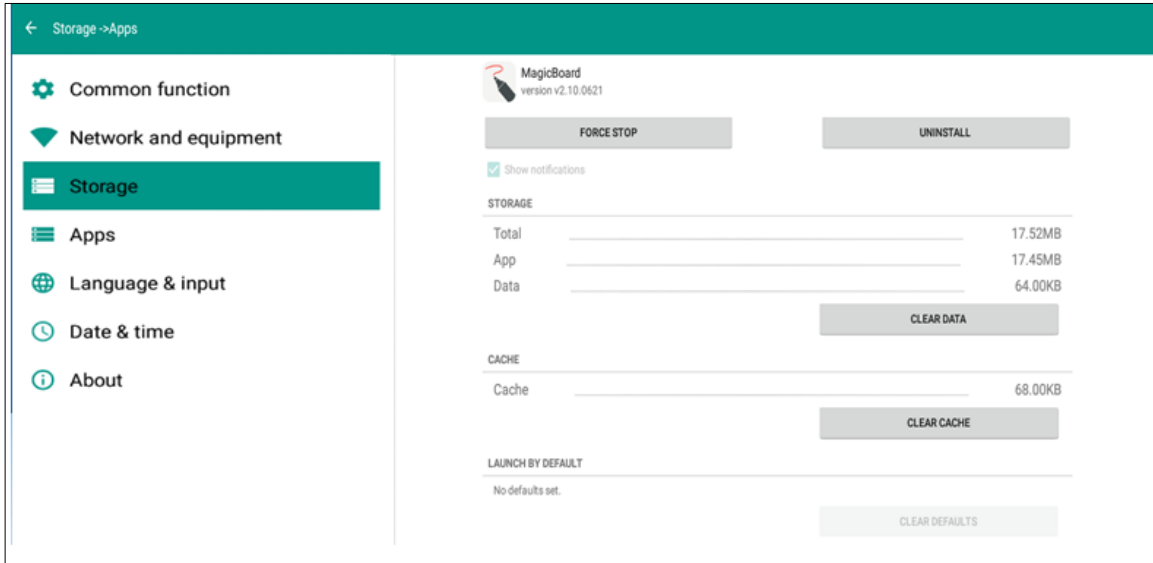 Storage ->Apps
Common function
Network and equipment
Storage
Apps
Language & input
Date & time
About
MagicBoard
version v2.10.0621
FORCE STOP UNINSTALL
Show notifications
STORAGE
Total 17.52MB
App 17.45MB
Data 64.00KB
CLEAR DATA
CACHE
Cache 68.00KB
CLEAR CACHE
LAUNCH BY DEFAULT
No defaults set.
CLEAR DEFAULTS